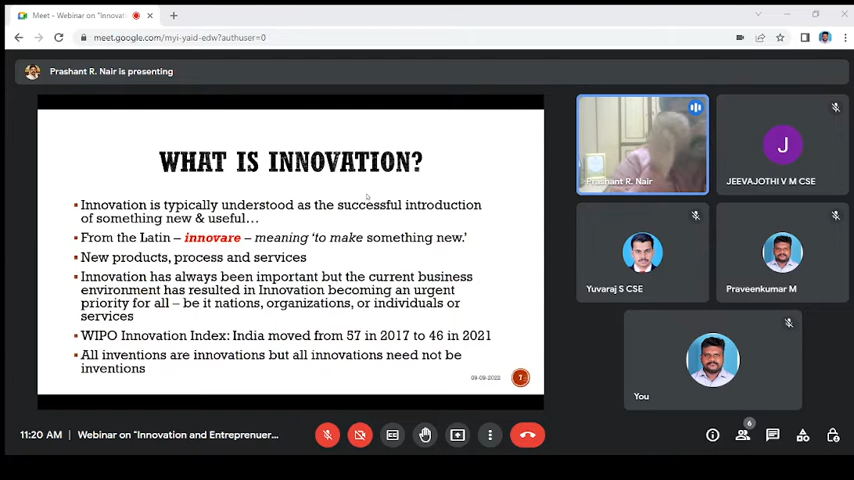 Meet - Webinar on "Innovati
meet.google.com/myi-yaid-edw?authuser=0
Prashant R. Nair is presenting
WHAT IS INNOVATION?
▪ Innovation is typically understood as the successful introduction
of something new & useful…
▪ From the Latin – innovare – meaning 'to make something new.'
▪ New products, process and services
▪ Innovation has always been important but the current business
environment has resulted in Innovation becoming an urgent
priority for all – be it nations, organizations, or individuals or
services
▪ WIPO Innovation Index: India moved from 57 in 2017 to 46 in 2021
▪ All inventions are innovations but all innovations need not be
inventions
09-09-2022
7
Prashant R. Nair
J
JEEVAJOTHI V M CSE
Yuvaraj S CSE
Praveenkumar M
You
11:20 AM | Webinar on "Innovation and Entreprenuer...
6